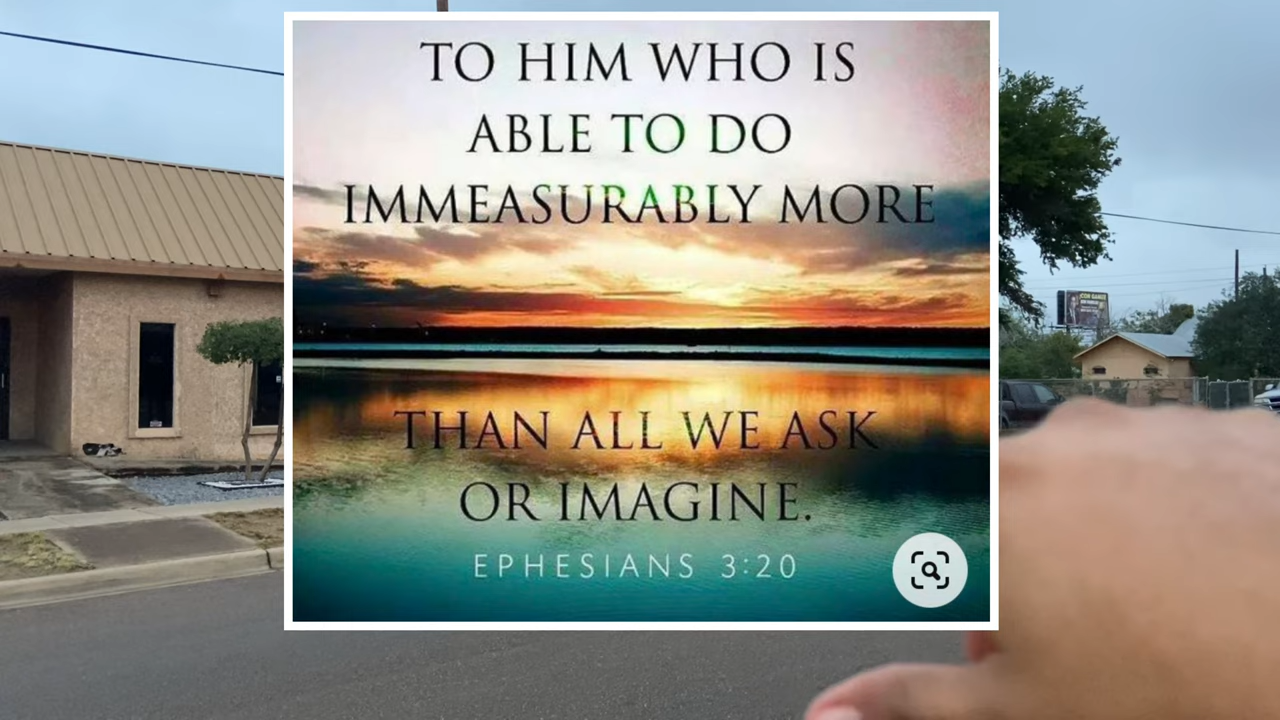 TO HIM WHO IS
ABLE TO DO
IMMEASURABLY MORE
THAN ALL WE ASK
OR IMAGINE.
EPHESIANS 3:20